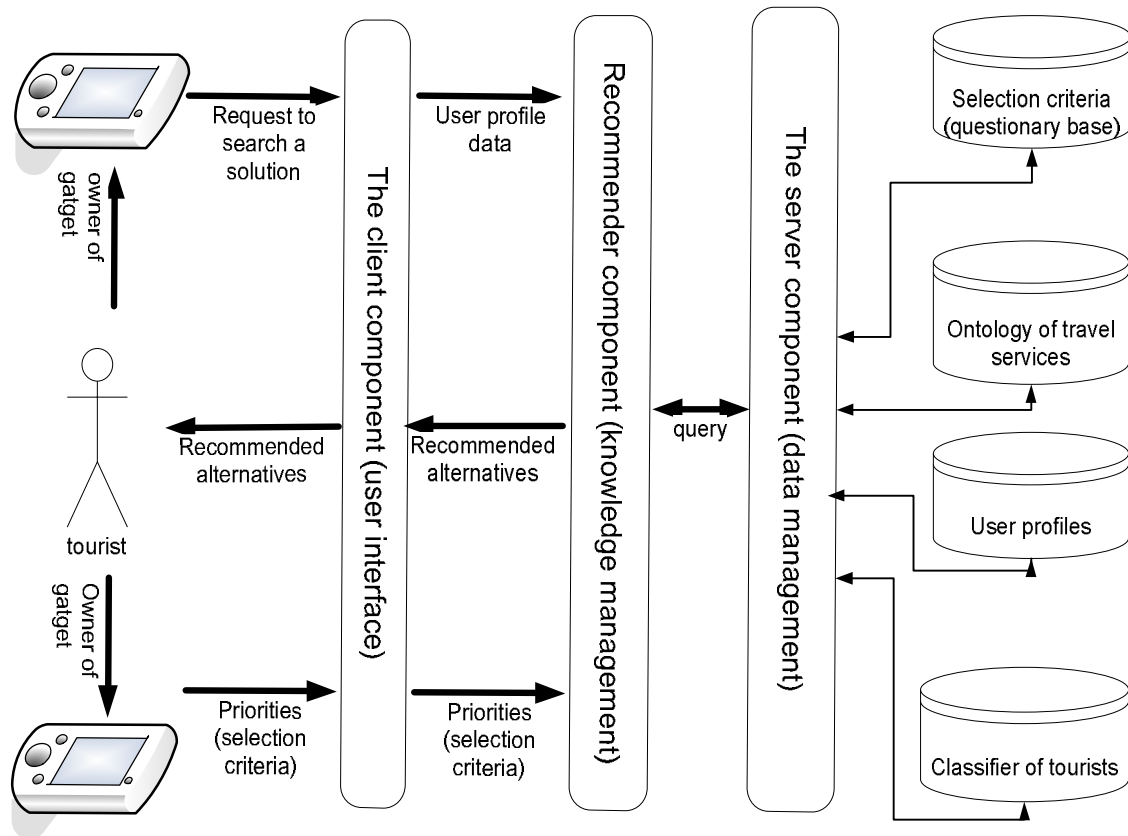 Request to
search a
solution
User profile
data
owner of
gatget
The client component (user interface)
Recommender component (knowledge management)
The server component (data management)
Selection criteria
(questionary base)
Ontology of travel
services
query
Recommended
alternatives
Recommended
alternatives
User profiles
tourist
Owner of
gatget
Priorities
(selection
criteria)
Priorities
(selection
criteria)
Classifier of tourists